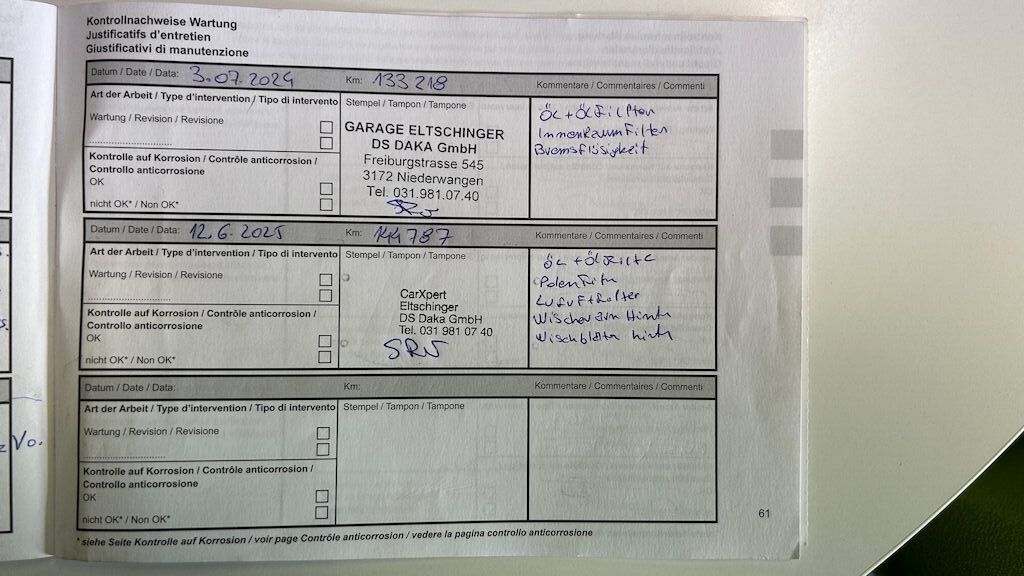 Kontrollnachweise Wartung
Justificatifs d'entretien
Giustificativi di manutenzione
Datum / Date / Data: 3.07.2024 Km: 133 218 Kommentare / Commentaires / Commenti
Art der Arbeit / Type d'intervention / Tipo di intervento
Wartung / Revision / Revisione
Kontrolle auf Korrosion / Contrôle anticorrosion /
Controllo anticorrosione
OK
nicht OK* / Non OK*
Stempel / Tampon / Tampone
GARAGE ELTSCHINGER
DS DAKA GmbH
Freiburgstrasse 545
3172 Niederwangen
Tel. 031.981.07.40
ÖL + ÖLFilter
InnenRaumFilter
Bremsflüssigkeit
Datum / Date / Data: 12.6.2025 Km: 144 787 Kommentare / Commentaires / Commenti
Art der Arbeit / Type d'intervention / Tipo di intervento
Wartung / Revision / Revisione
Kontrolle auf Korrosion / Contrôle anticorrosion /
Controllo anticorrosione
OK
nicht OK* / Non OK*
Stempel / Tampon / Tampone
CarXpert
Eltschinger
DS Daka GmbH
Tel. 031 981 07 40
ÖL + ÖLFilte
Wischblätter hinten
Datum / Date / Data: Km: Kommentare / Commentaires / Commenti
Art der Arbeit / Type d'intervention / Tipo di intervento
Wartung / Revision / Revisione
Kontrolle auf Korrosion / Contrôle anticorrosion /
Controllo anticorrosione
OK
nicht OK* / Non OK*
Stempel / Tampon / Tampone
* siehe Seite Kontrolle auf Korrosion / voir page Contrôle anticorrosion / vedere la pagina controllo anticorrosione
61